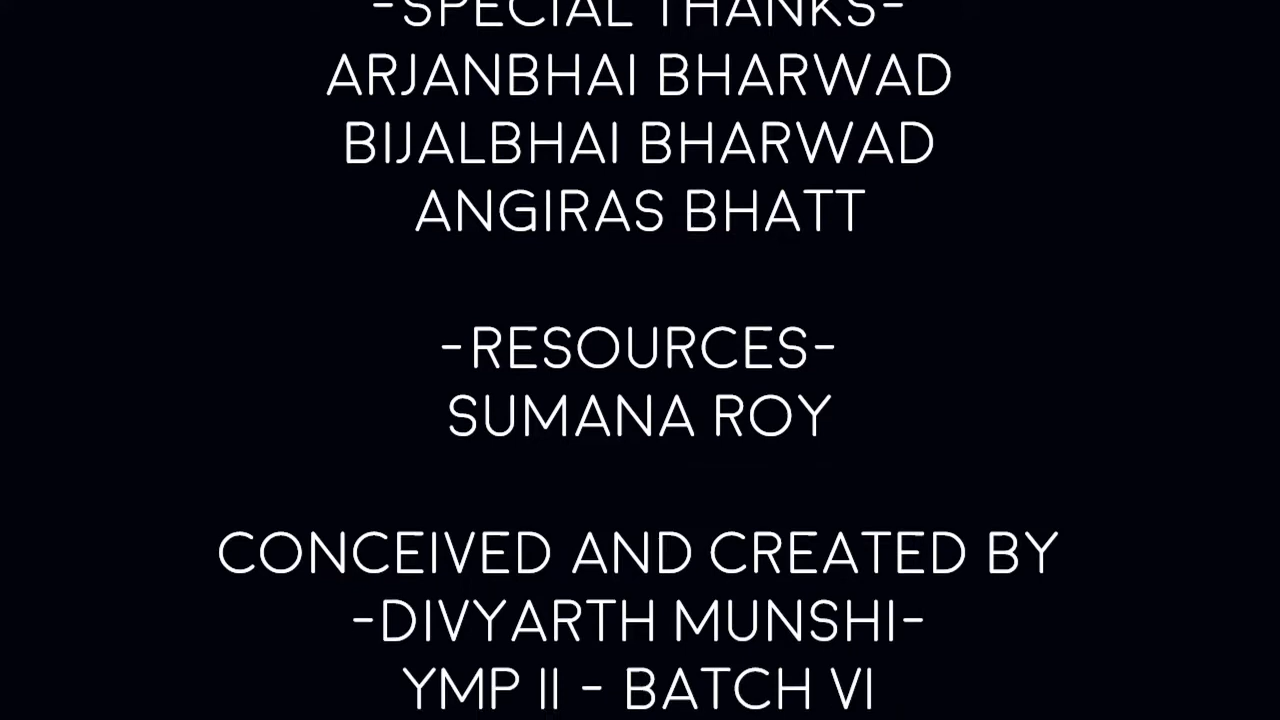 -SPECIAL THANKS-
ARJANBHAI BHARWAD
BIJALBHAI BHARWAD
ANGIRAS BHATT
-RESOURCES-
SUMANA ROY
CONCEIVED AND CREATED BY
-DIVYARTH MUNSHI-
YMP II - BATCH VI